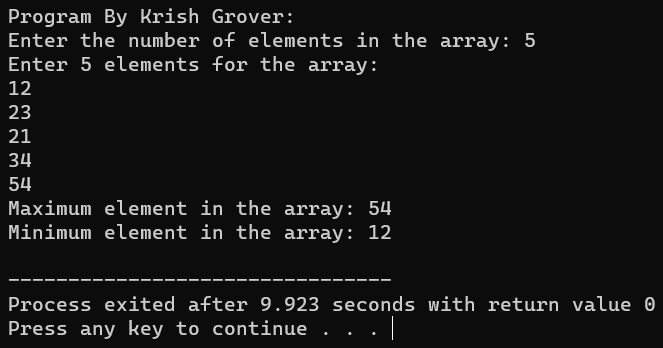 Program By Krish Grover:
Enter the number of elements in the array: 5
Enter 5 elements for the array:
12
23
21
34
54
Maximum element in the array: 54
Minimum element in the array: 12
--------------------------------
Process exited after 9.923 seconds with return value 0
Press any key to continue . . .